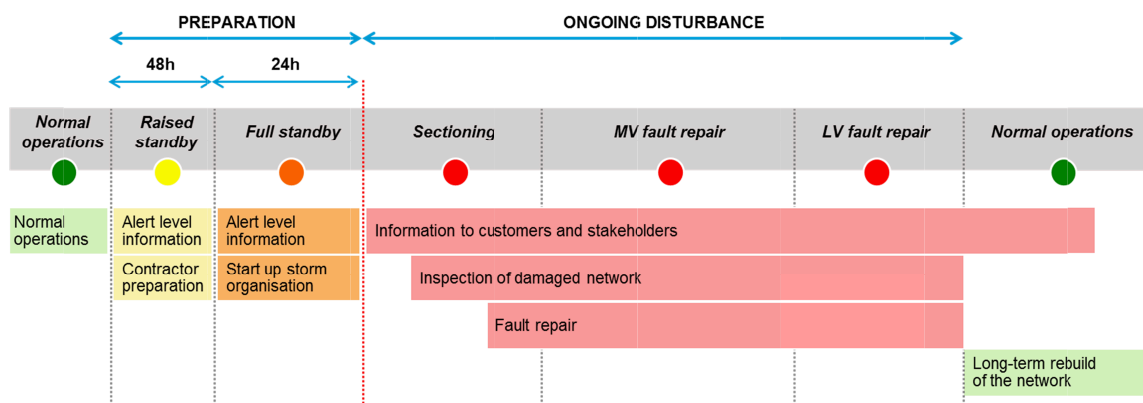 PREPARATION
ONGOING DISTURBANCE
48h
24h
Normal
operations
Raised
standby
Full standby
Sectioning
MV fault repair
LV fault repair
Normal operations
Normal
operations
Alert level
information
Alert level
information
Information to customers and stakeholders
Contractor
preparation
Start up storm
organisation
Inspection of damaged network
Fault repair
Long-term rebuild
of the network